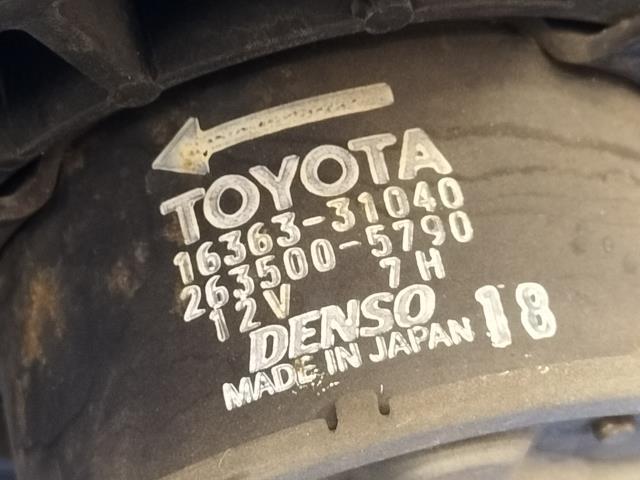 TOYOTA
16363-31040
263500-5790
12V 7H
DENSO
MADE IN JAPAN 18